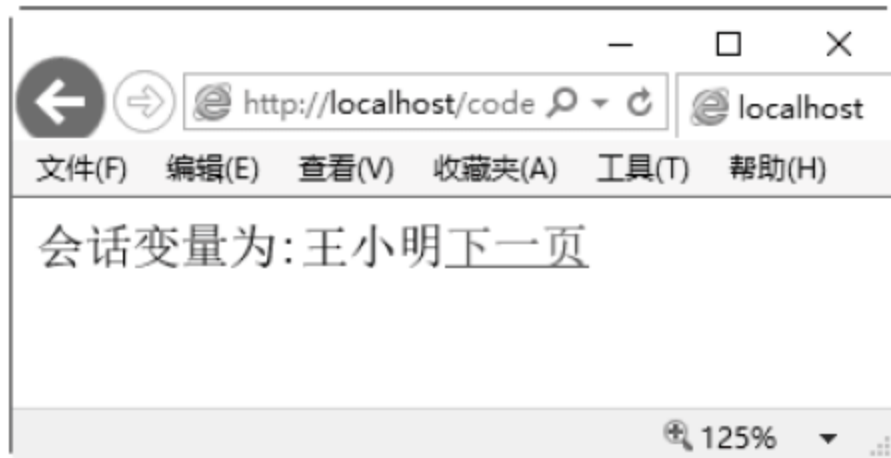 http://localhost/code
localhost
文件(F) 编辑(E) 查看(V) 收藏夹(A) 工具(T) 帮助(H)
会话变量为:王小明下一页
125%